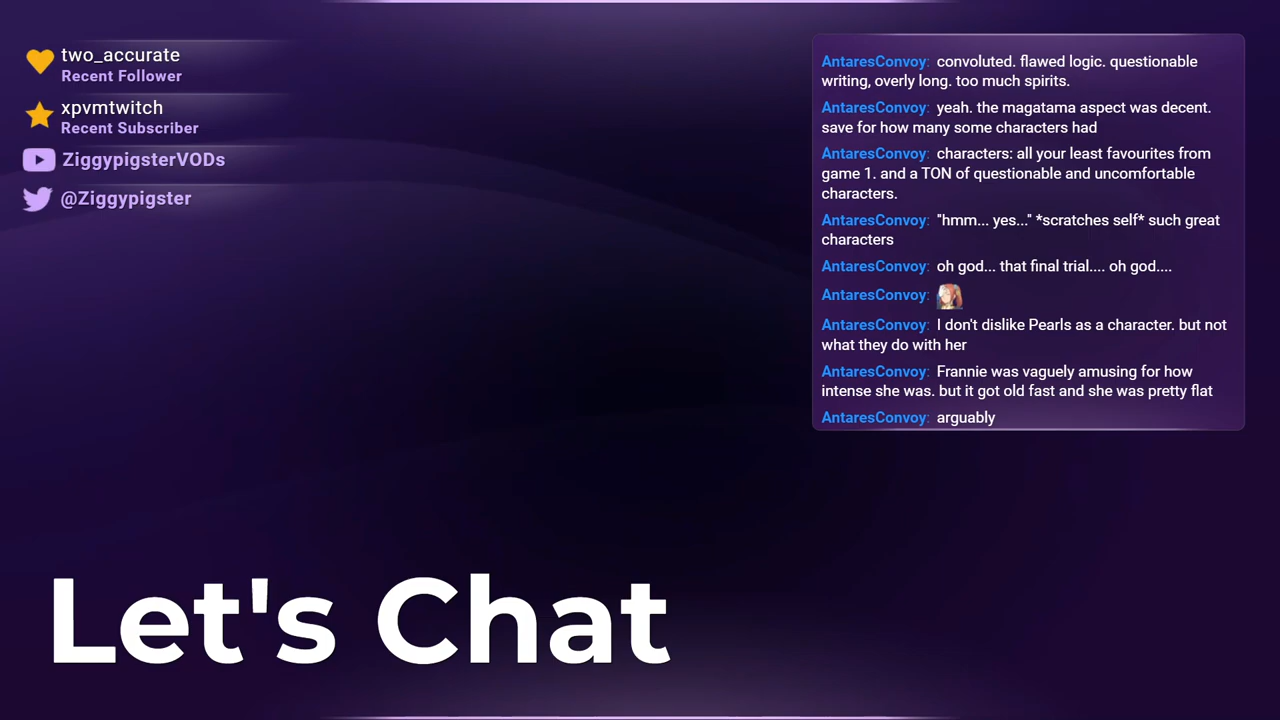 two_accurate
Recent Follower
xpvmtwitch
Recent Subscriber
ZiggypigsterVODs
@Ziggypigster
AntaresConvoy: convoluted. flawed logic. questionable
writing, overly long. too much spirits.
AntaresConvoy: yeah. the magatama aspect was decent.
save for how many some characters had
AntaresConvoy: characters: all your least favourites from
game 1. and a TON of questionable and uncomfortable
characters.
AntaresConvoy: "hmm... yes..." *scratches self* such great
characters
AntaresConvoy: oh god... that final trial.... oh god....
AntaresConvoy:
AntaresConvoy: I don't dislike Pearls as a character. but not
what they do with her
AntaresConvoy: Frannie was vaguely amusing for how
intense she was. but it got old fast and she was pretty flat
AntaresConvoy: arguably
Let's Chat